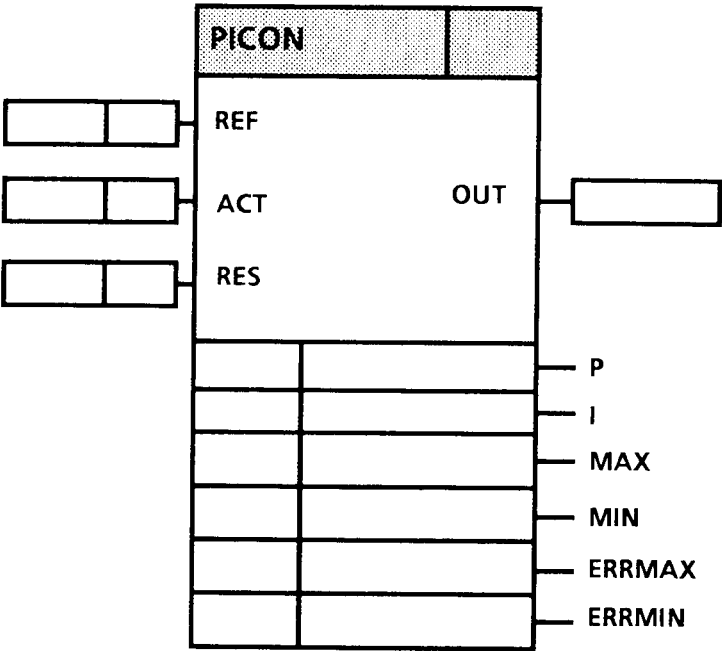 PICON
REF
ACT
OUT
RES
P
I
MAX
MIN
ERRMAX
ERRMIN